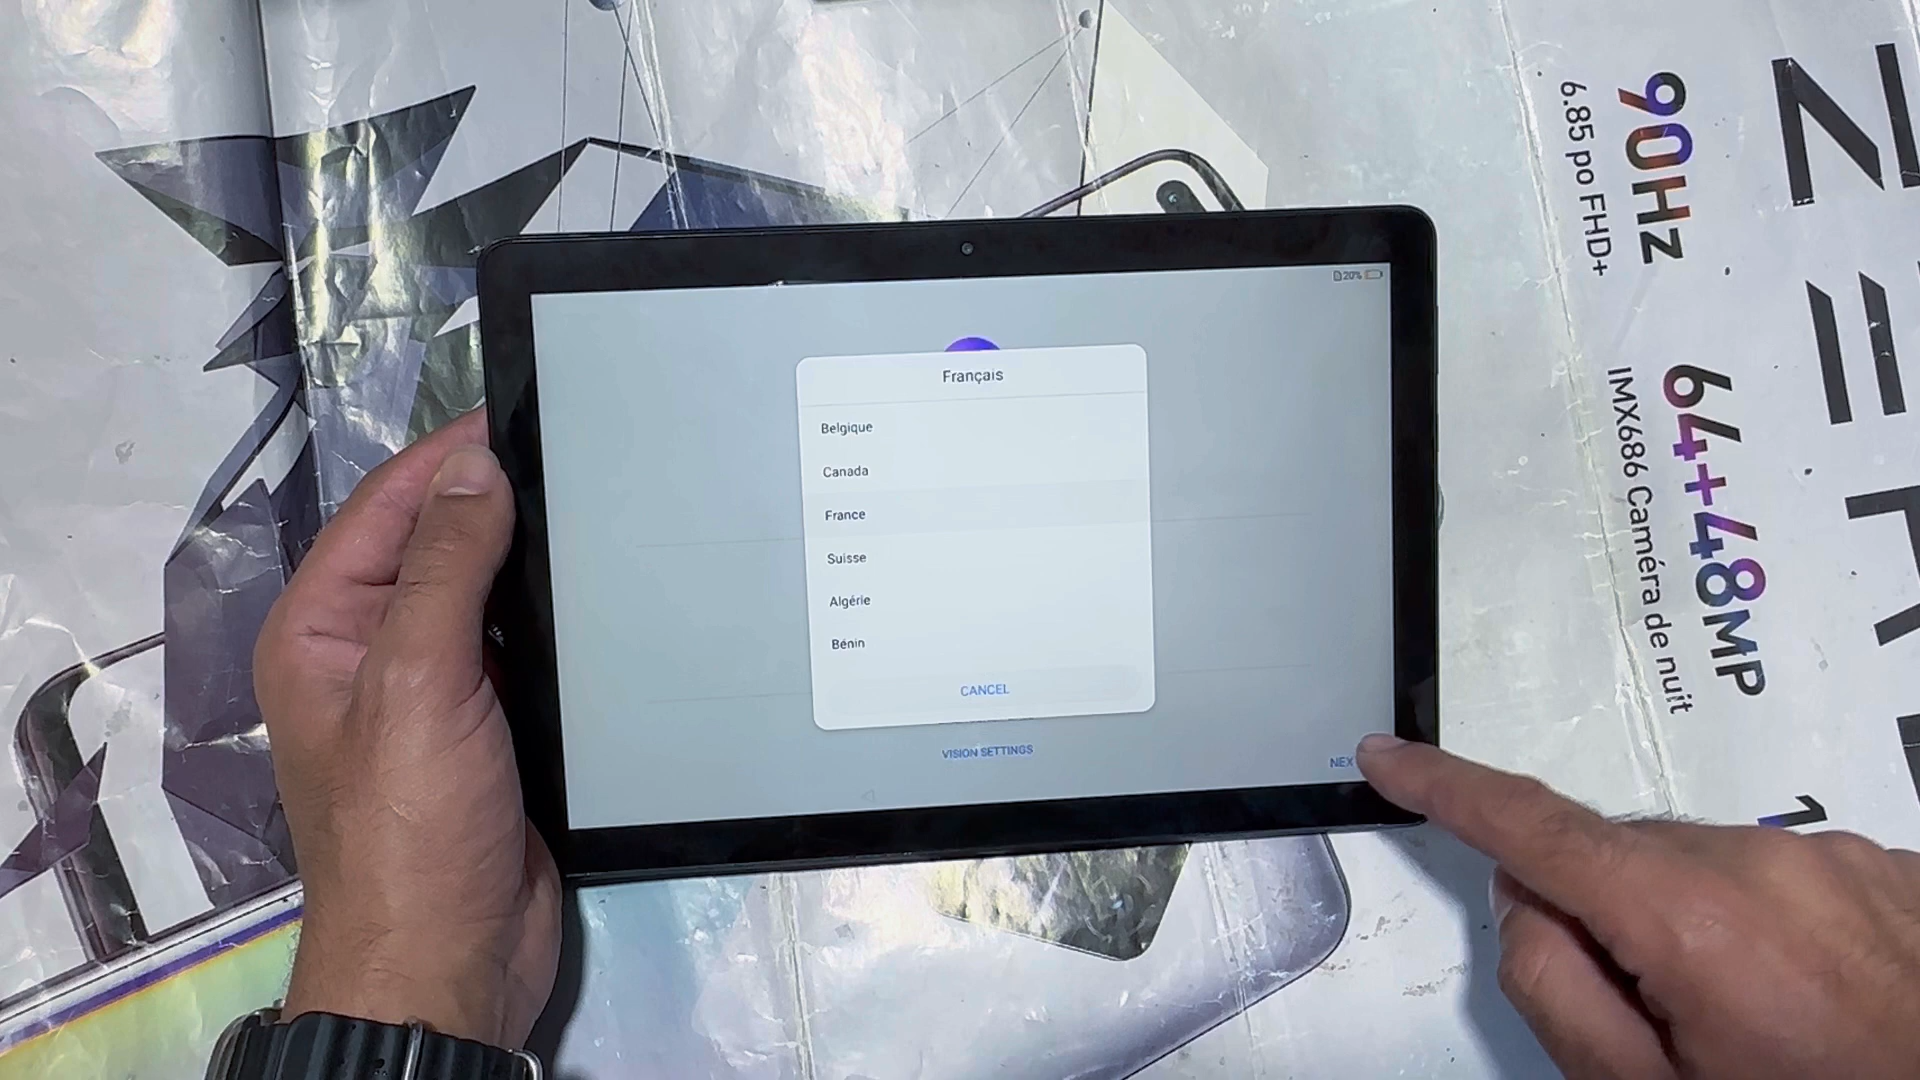 20%
Français
Belgique
Canada
France
Suisse
Algérie
Bénin
CANCEL
VISION SETTINGS
NEX
90Hz
6.85 po FHD+
64+48MP
IMX686 Caméra de nuit